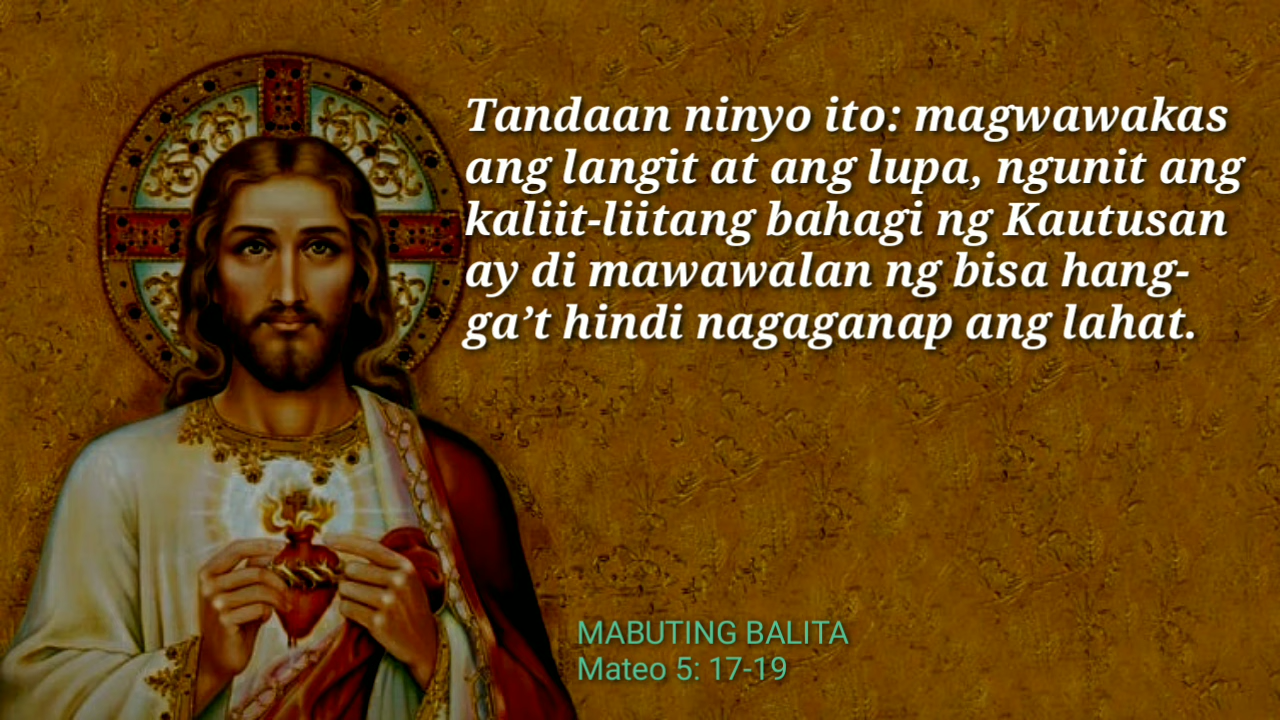 Tandaan ninyo ito: magwawakas
ang langit at ang lupa, ngunit ang
kaliit-liitang bahagi ng Kautusan
ay di mawawalan ng bisa hang-
ga’t hindi nagaganap ang lahat.
MABUTING BALITA
Mateo 5: 17-19